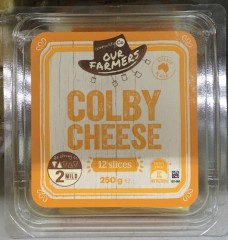 OUR
FARMERS
COLBY
CHEESE
12 slices
250g e
2 MILD